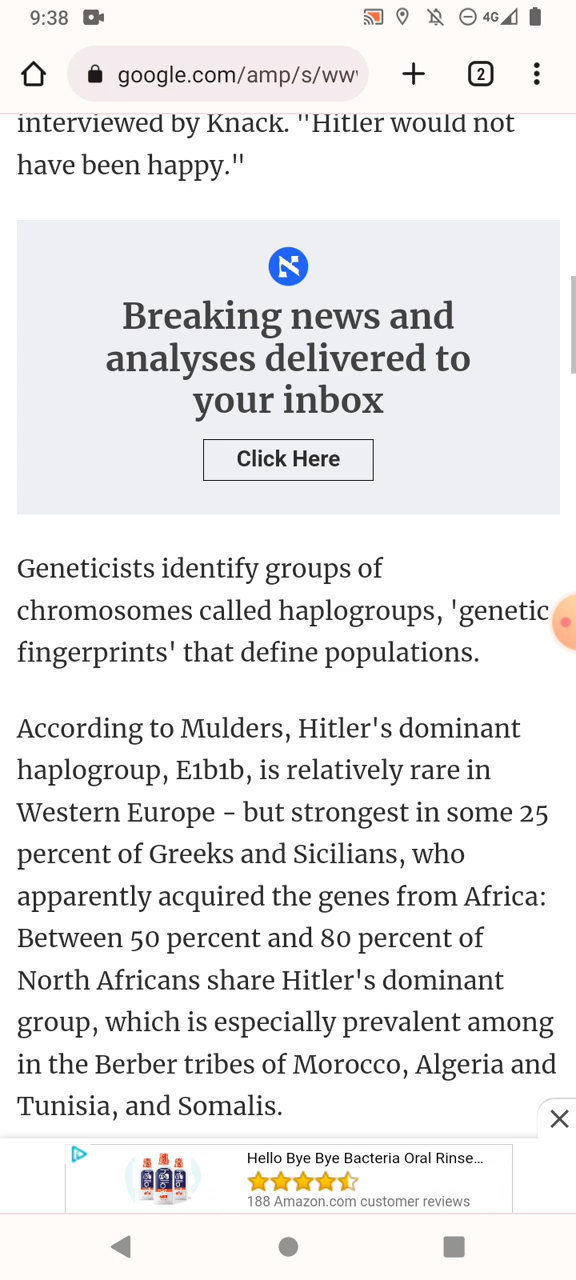 9:38
4G
google.com/amp/s/ww
2
interviewed by Knack. "Hitler would not
have been happy."
Breaking news and
analyses delivered to
your inbox
Click Here
Geneticists identify groups of
chromosomes called haplogroups, 'genetic
fingerprints' that define populations.
According to Mulders, Hitler's dominant
haplogroup, E1b1b, is relatively rare in
Western Europe - but strongest in some 25
percent of Greeks and Sicilians, who
apparently acquired the genes from Africa:
Between 50 percent and 80 percent of
North Africans share Hitler's dominant
group, which is especially prevalent among
in the Berber tribes of Morocco, Algeria and
Tunisia, and Somalis.
Hello Bye Bye Bacteria Oral Rinse...
188 Amazon.com customer reviews